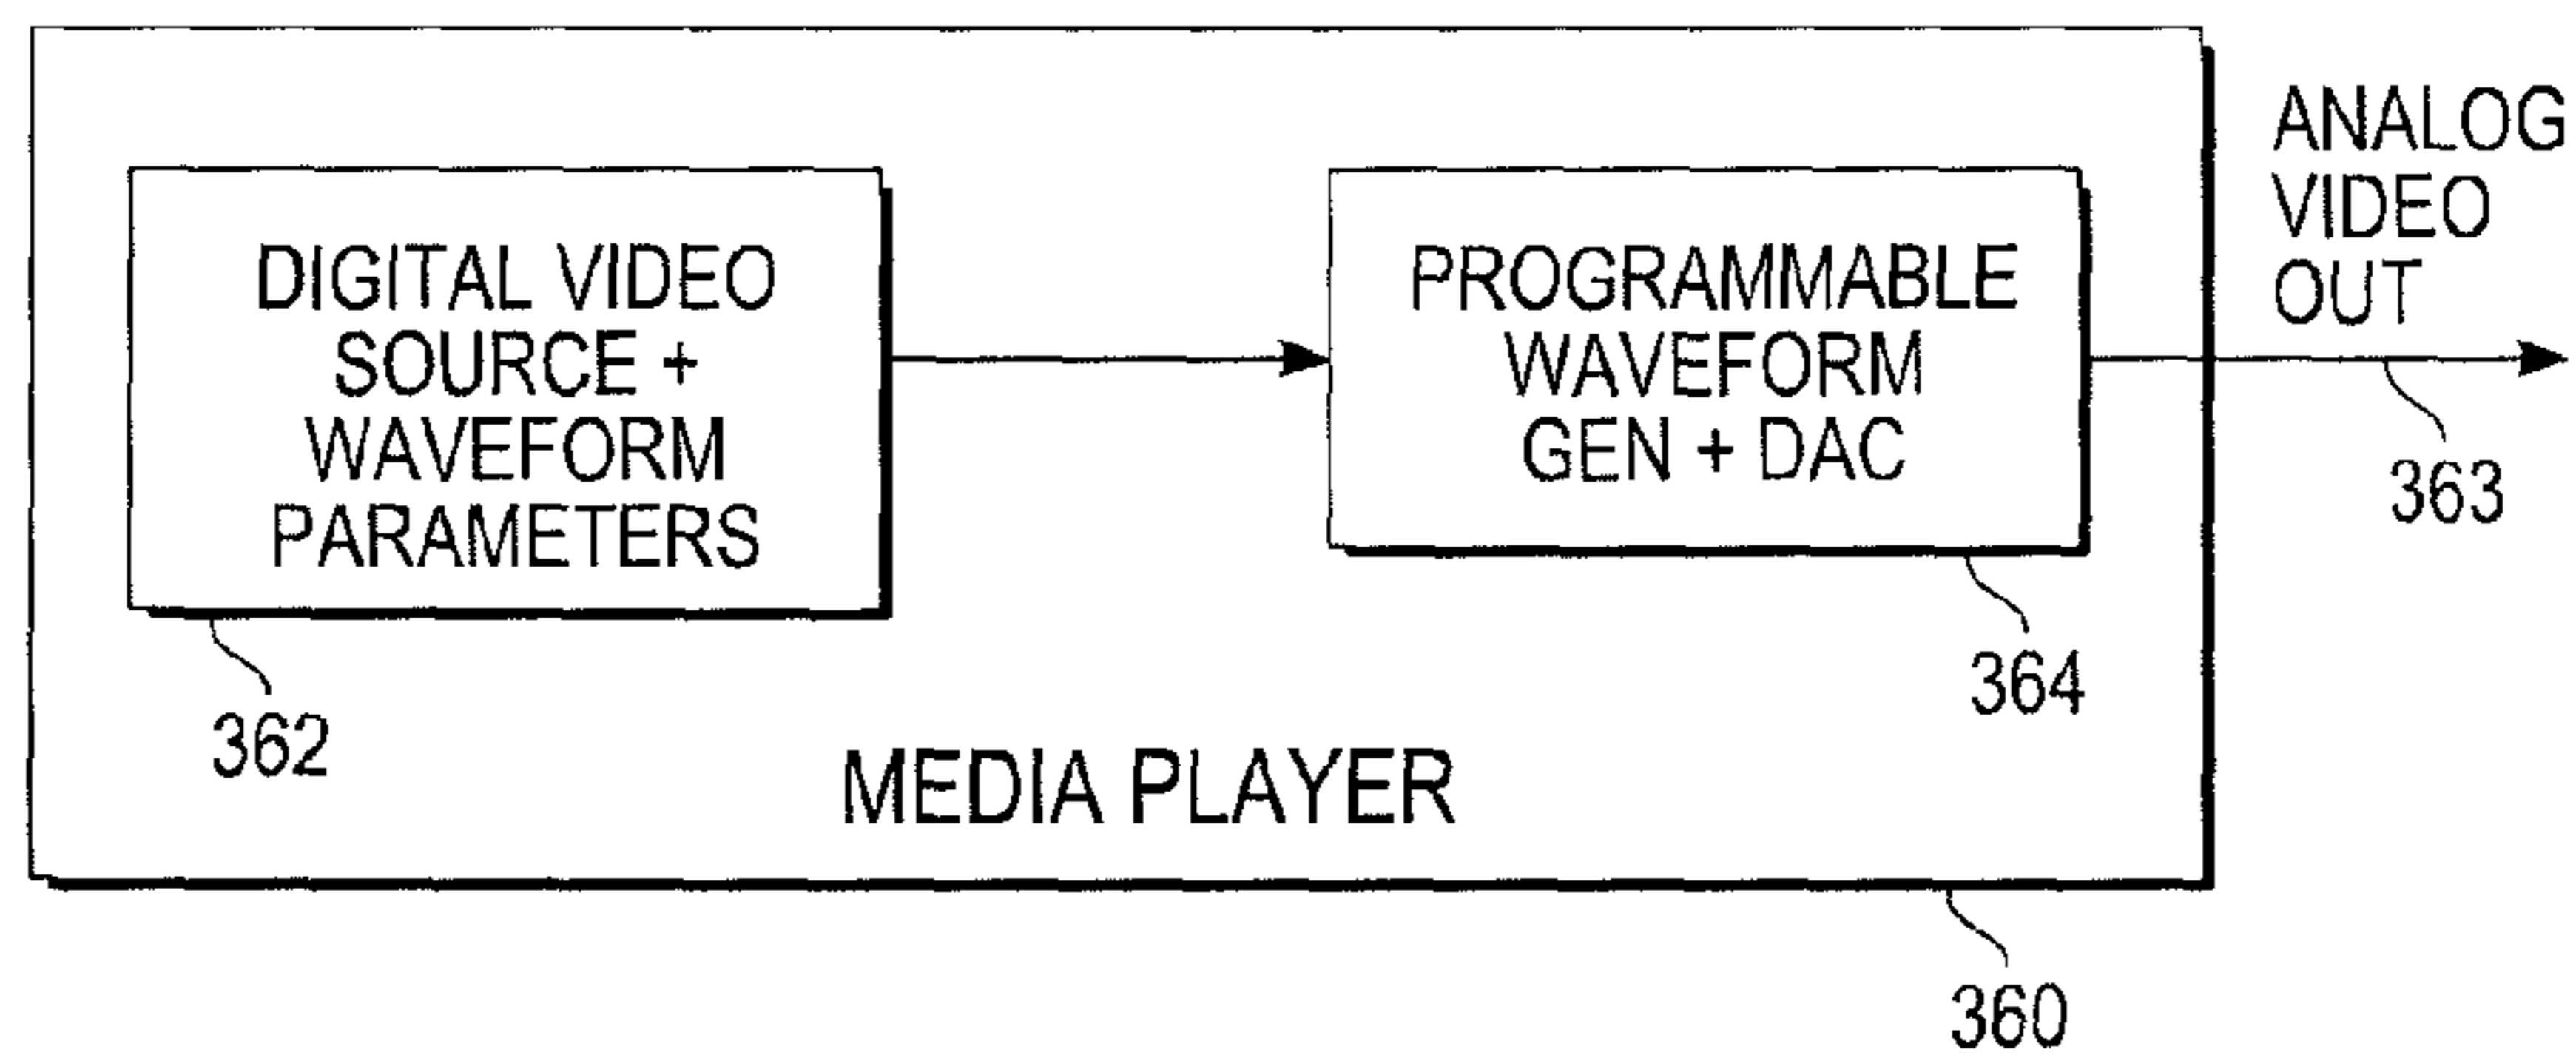 DIGITAL VIDEO
SOURCE +
WAVEFORM
PARAMETERS
362
PROGRAMMABLE
WAVEFORM
GEN + DAC
364
ANALOG
VIDEO
OUT
363
MEDIA PLAYER
360